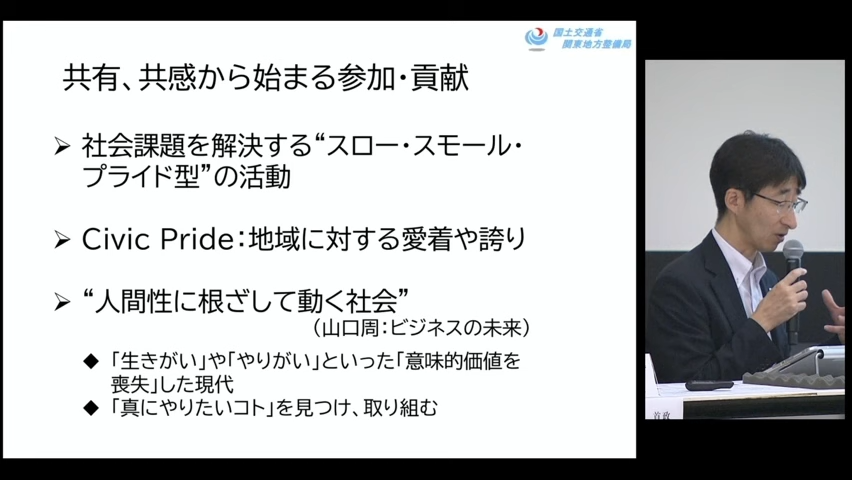 国土交通省
関東地方整備局
共有、共感から始まる参加・貢献
➢ 社会課題を解決する“スロー・スモール・
プライド型”の活動
➢ Civic Pride：地域に対する愛着や誇り
➢ “人間性に根ざして動く社会”
（山口周：ビジネスの未来）
◆ 「生きがい」や「やりがい」といった「意味的価値を
喪失」した現代
◆ 「真にやりたいコト」を見つけ、取り組む